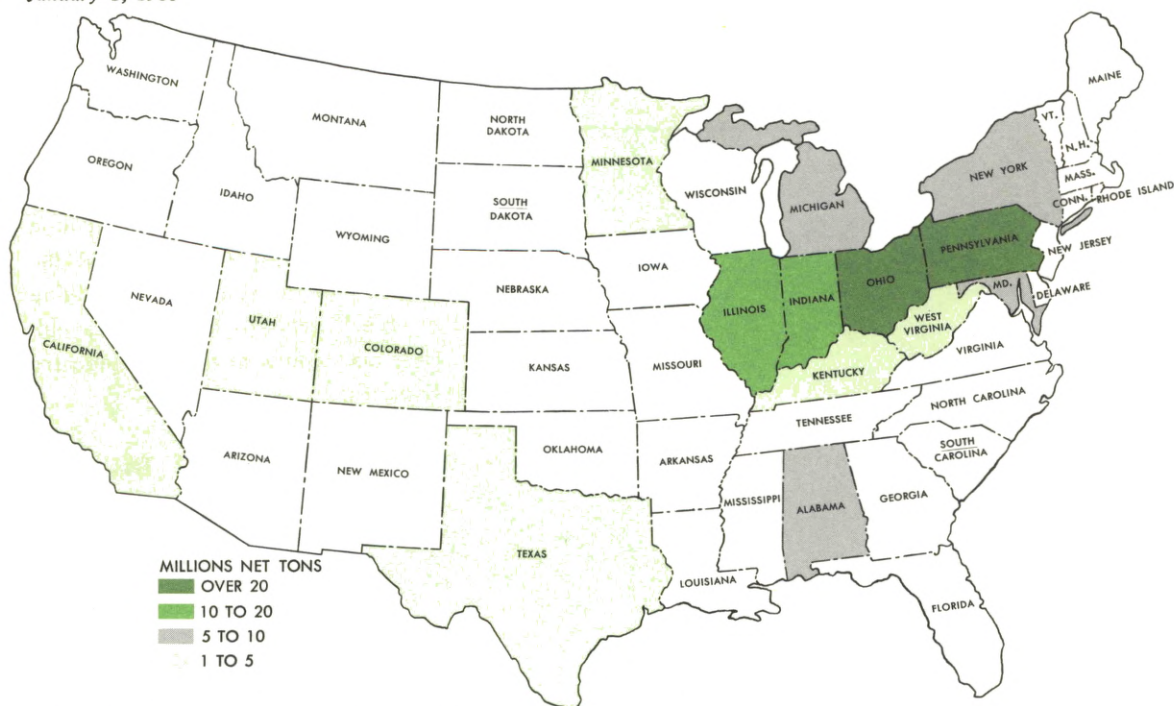 WASHINGTON
MONTANA
NORTH
DAKOTA
MINNESOTA
MAINE
VT.
N.H.
OREGON
IDAHO
SOUTH
DAKOTA
WISCONSIN
MICHIGAN
NEW YORK
MASS.
CONN.
RHODE ISLAND
WYOMING
IOWA
PENNSYLVANIA
NEW JERSEY
NEVADA
NEBRASKA
ILLINOIS
INDIANA
OHIO
MD.
DELAWARE
UTAH
COLORADO
WEST
VIRGINIA
CALIFORNIA
KANSAS
MISSOURI
KENTUCKY
VIRGINIA
NORTH CAROLINA
TENNESSEE
ARIZONA
NEW MEXICO
OKLAHOMA
ARKANSAS
SOUTH
CAROLINA
MISSISSIPPI
ALABAMA
GEORGIA
TEXAS
LOUISIANA
FLORIDA
MILLIONS NET TONS
OVER 20
10 TO 20
5 TO 10
1 TO 5